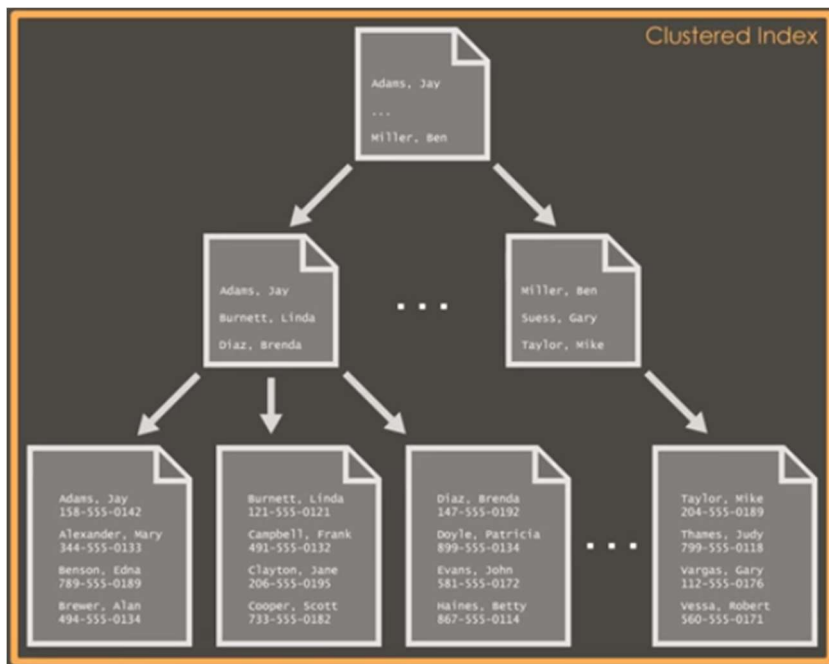 Clustered Index
Adams, Jay
...
Miller, Ben
Adams, Jay
Burnett, Linda
Diaz, Brenda
...
Miller, Ben
Suess, Gary
Taylor, Mike
Adams, Jay
158-555-0142
Alexander, Mary
344-555-0133
Benson, Edna
789-555-0189
Brewer, Alan
494-555-0134
Burnett, Linda
121-555-0121
Campbell, Frank
491-555-0132
Clayton, Jane
206-555-0195
Cooper, Scott
733-555-0182
Diaz, Brenda
147-555-0192
Doyle, Patricia
899-555-0134
Evans, John
581-555-0172
Haines, Betty
867-555-0114
...
Taylor, Mike
204-555-0189
Thames, Judy
799-555-0118
Vargas, Gary
112-555-0176
Vessa, Robert
560-555-0171